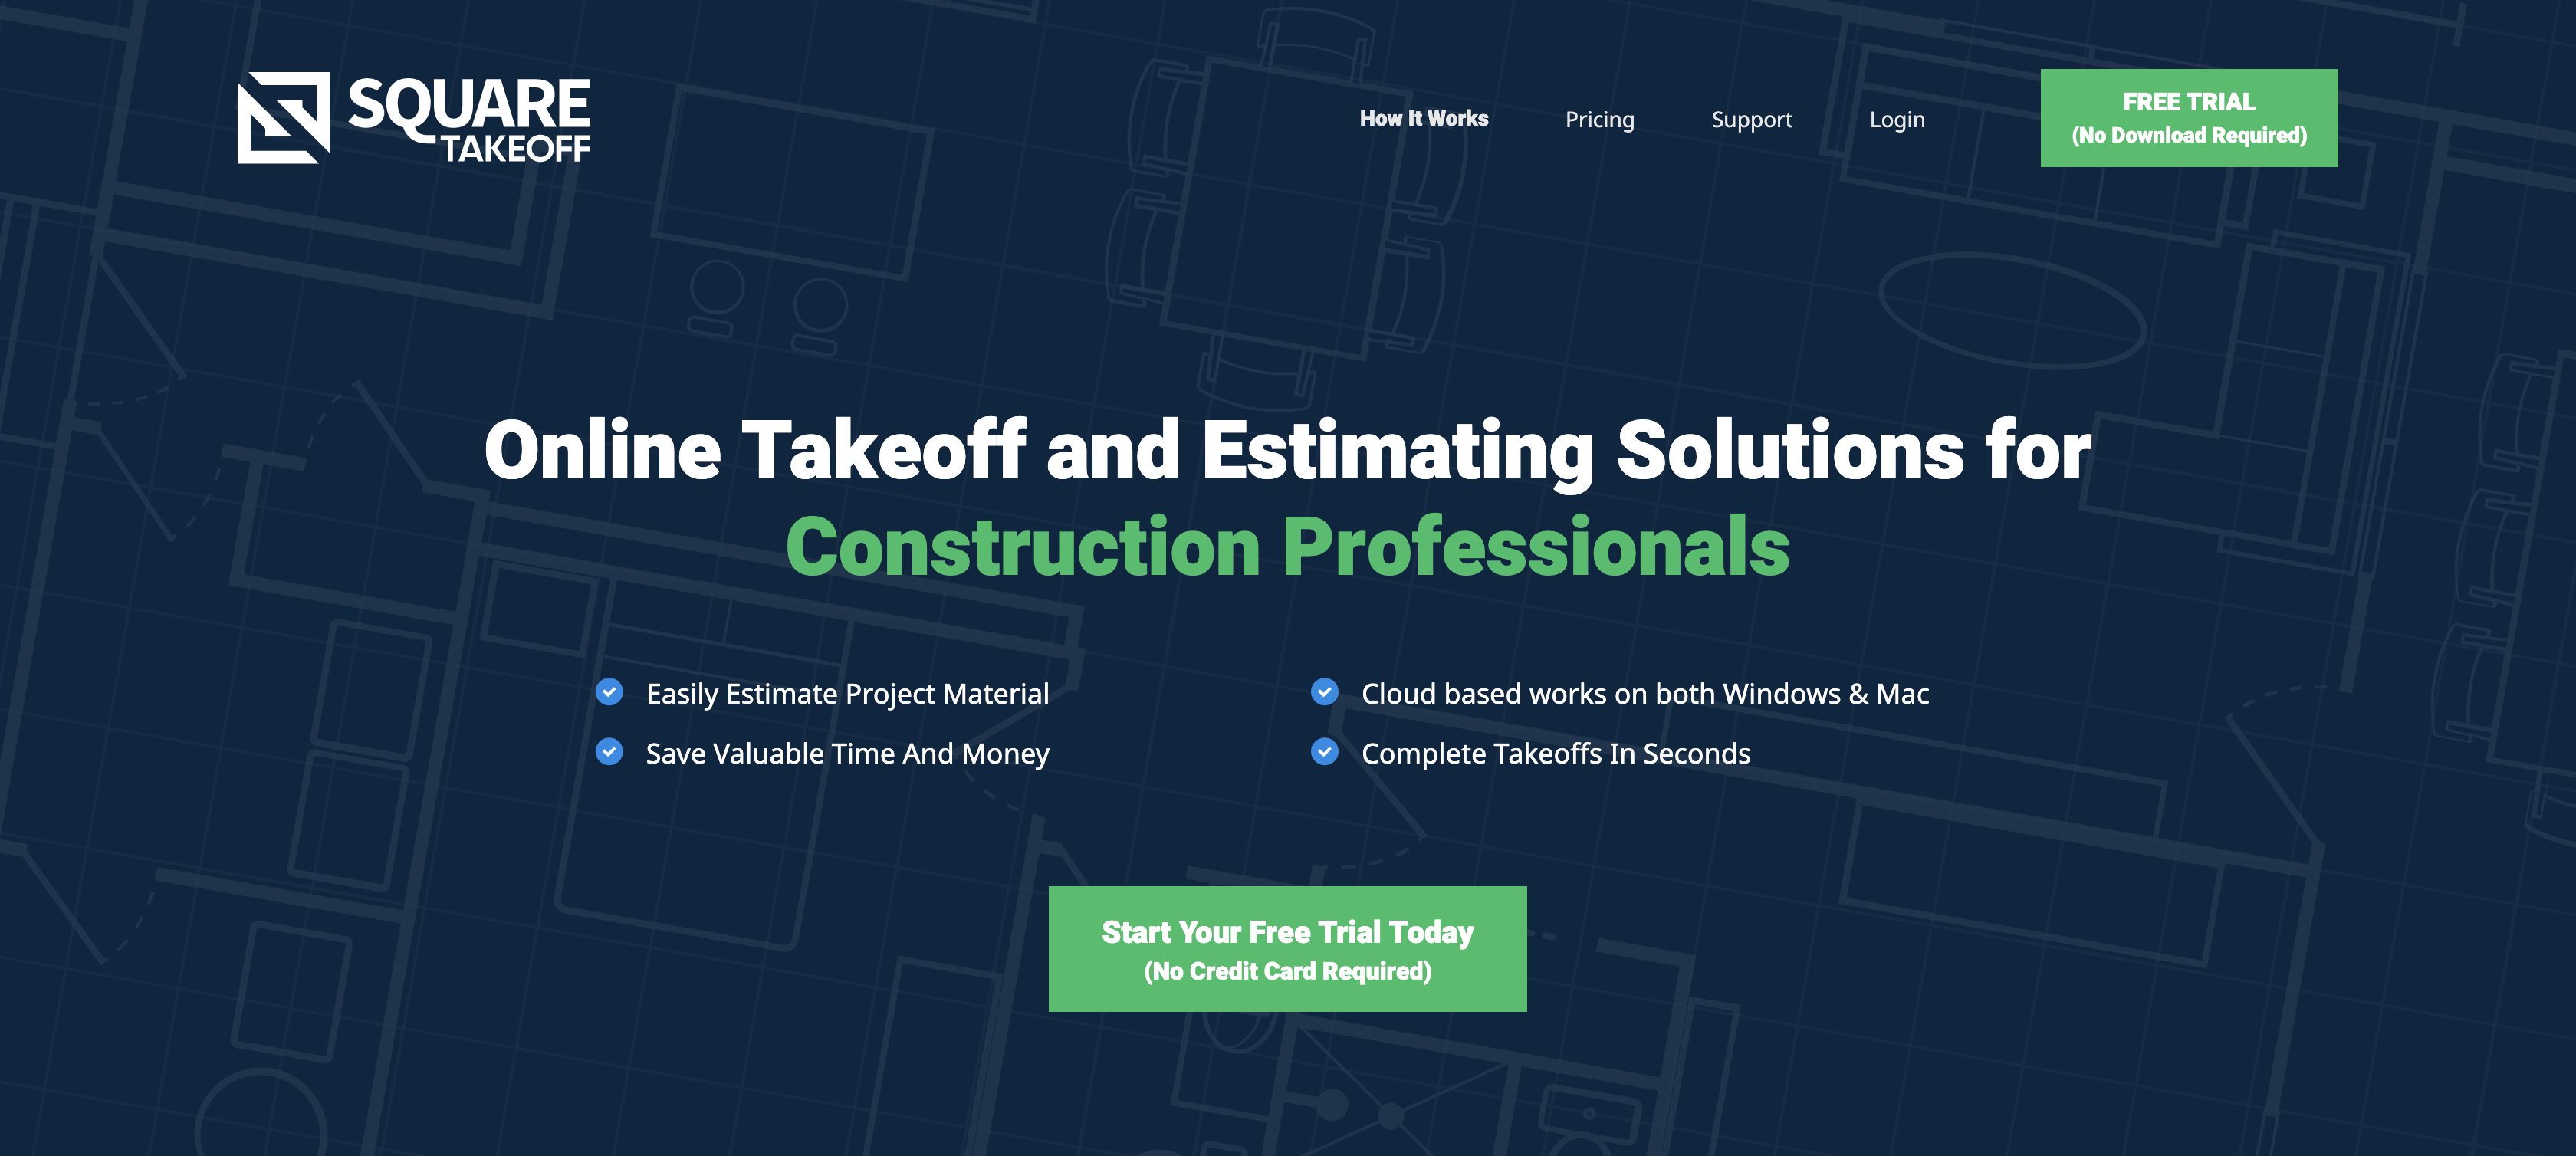 SQUARE
TAKEOFF
How It Works
Pricing
Support
Login
FREE TRIAL
(No Download Required)
Online Takeoff and Estimating Solutions for
Construction Professionals
Easily Estimate Project Material
Cloud based works on both Windows & Mac
Save Valuable Time And Money
Complete Takeoffs In Seconds
Start Your Free Trial Today
(No Credit Card Required)